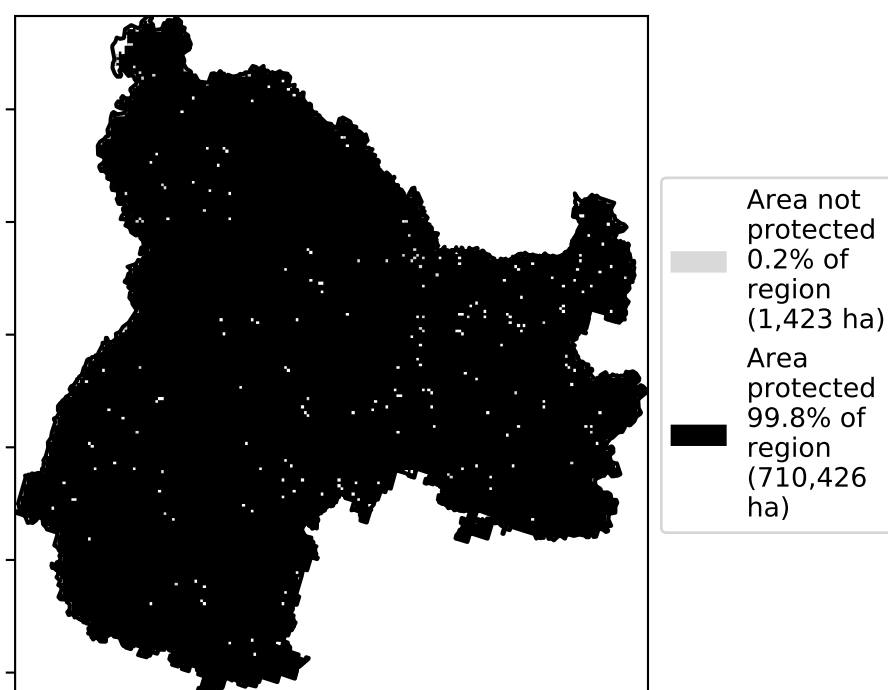 Area not
protected
0.2% of
region
(1,423 ha)
Area
protected
99.8% of
region
(710,426
ha)